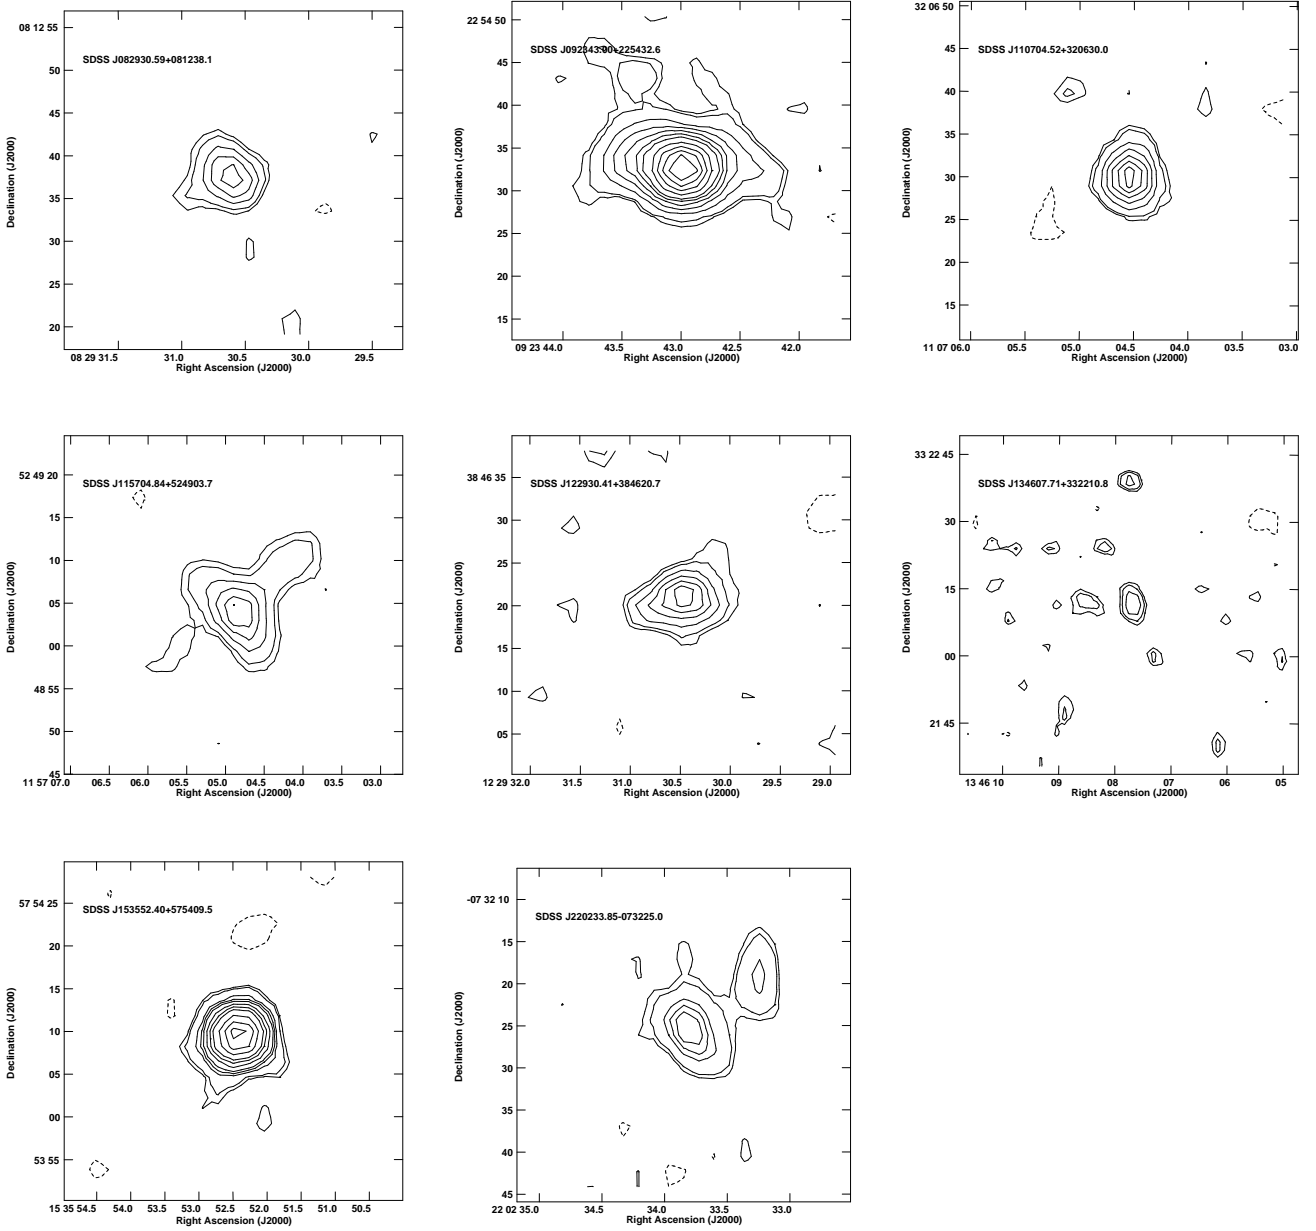 08 12 55
SDSS J082930.59+081238.1
50
45
40
35
30
25
20
Declination (J2000)
08 29 31.5 31.0 30.5 30.0 29.5
Right Ascension (J2000)
22 54 50
SDSS J092343.00+225432.6
45
40
35
30
25
20
15
Declination (J2000)
09 23 44.0 43.5 43.0 42.5 42.0
Right Ascension (J2000)
32 06 50
SDSS J110704.52+320630.0
45
40
35
30
25
20
15
Declination (J2000)
11 07 06.0 05.5 05.0 04.5 04.0 03.5 03.0
Right Ascension (J2000)
52 49 20
SDSS J115704.84+524903.7
15
10
05
00
48 55
50
45
Declination (J2000)
11 57 07.0 06.5 06.0 05.5 05.0 04.5 04.0 03.5 03.0
Right Ascension (J2000)
38 46 35
SDSS J122930.41+384620.7
30
25
20
15
10
05
Declination (J2000)
12 29 32.0 31.5 31.0 30.5 30.0 29.5 29.0
Right Ascension (J2000)
33 22 45
SDSS J134607.71+332210.8
30
15
00
21 45
Declination (J2000)
13 46 10 09 08 07 06 05
Right Ascension (J2000)
57 54 25
SDSS J153552.40+575409.5
20
15
10
05
00
53 55
Declination (J2000)
15 35 54.5 54.0 53.5 53.0 52.5 52.0 51.5 51.0 50.5
Right Ascension (J2000)
-07 32 10
SDSS J220233.85-073225.0
15
20
25
30
35
40
45
Declination (J2000)
22 02 35.0 34.5 34.0 33.5 33.0
Right Ascension (J2000)